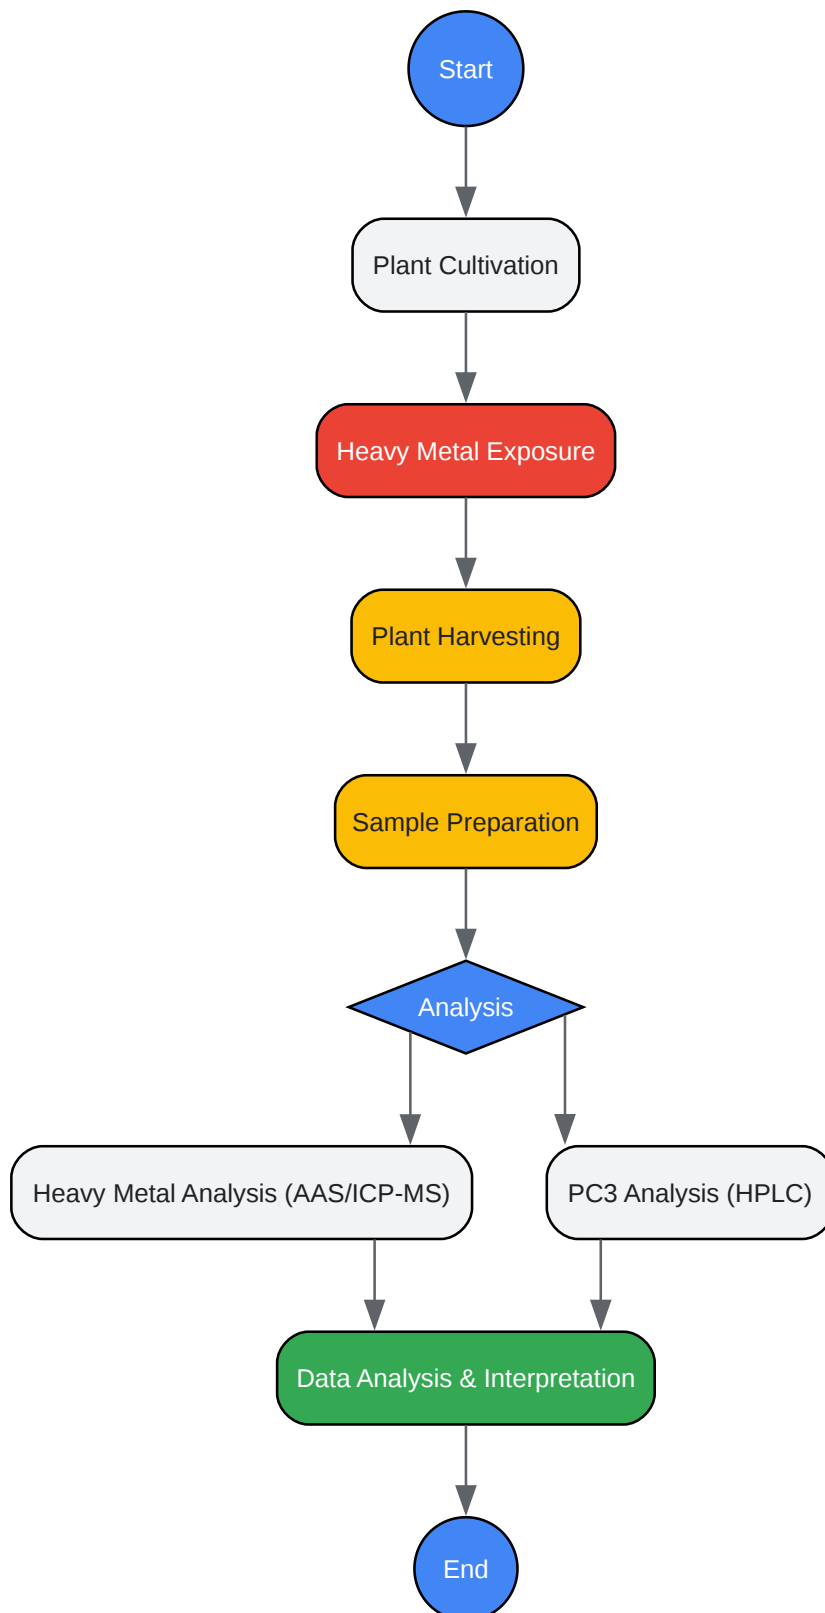 Start
Plant Cultivation
Heavy Metal Exposure
Plant Harvesting
Sample Preparation
Analysis
Heavy Metal Analysis (AAS/ICP-MS)
PC3 Analysis (HPLC)
Data Analysis & Interpretation
End